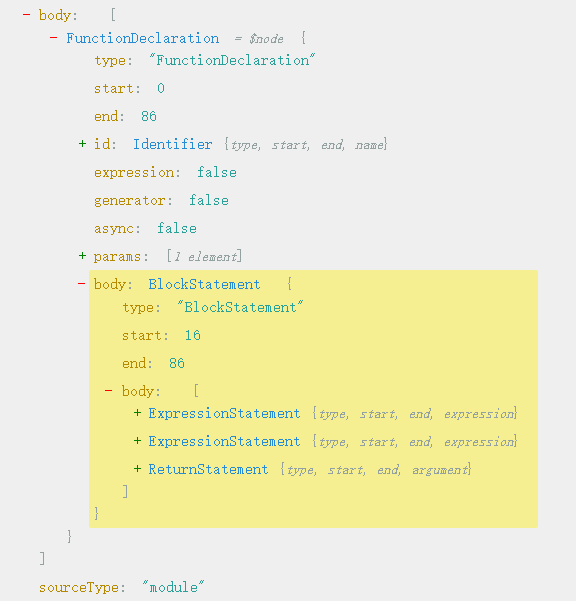 - body: [
- FunctionDeclaration = $node {
type: "FunctionDeclaration"
start: 0
end: 86
+ id: Identifier {type, start, end, name}
expression: false
generator: false
async: false
+ params: [1 element]
- body: BlockStatement {
type: "BlockStatement"
start: 16
end: 86
- body: [
+ ExpressionStatement {type, start, end, expression}
+ ExpressionStatement {type, start, end, expression}
+ ReturnStatement {type, start, end, argument}
]
}
}
]
sourceType: "module"